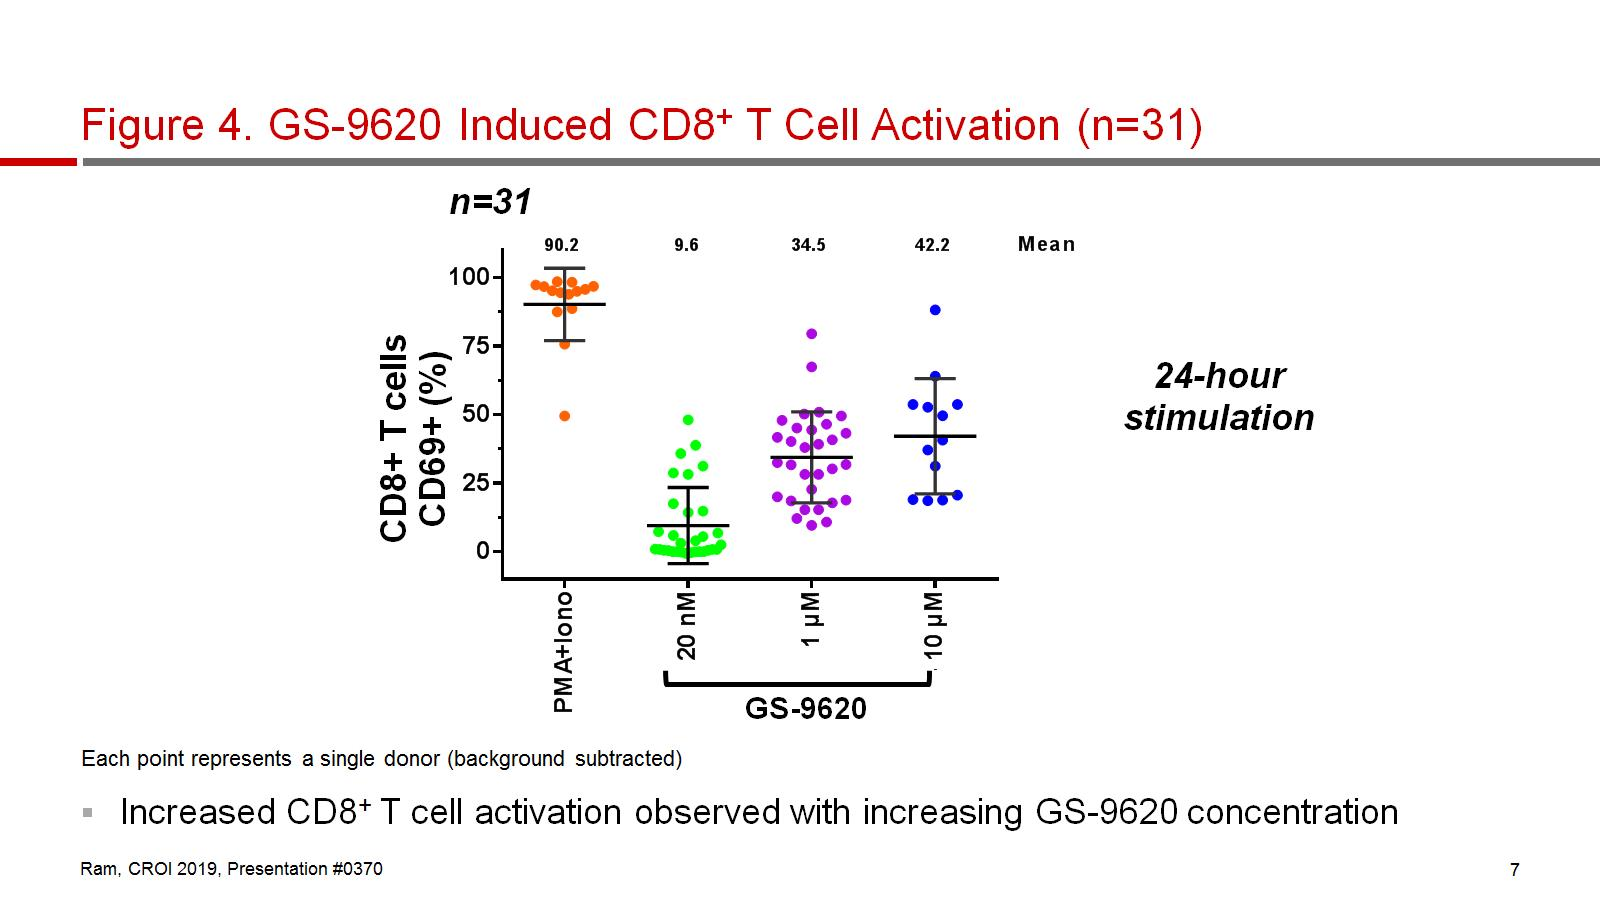 Figure 4. GS-9620 Induced CD8+ T Cell Activation (n=31)
n=31
90.2 9.6 34.5 42.2 Mean
100
75
50
25
0
CD8+ T cells
CD69+ (%)
24-hour
stimulation
PMA+Iono
20 nM
1 µM
10 µM
GS-9620
Each point represents a single donor (background subtracted)
▪ Increased CD8+ T cell activation observed with increasing GS-9620 concentration
Ram, CROI 2019, Presentation #0370
7